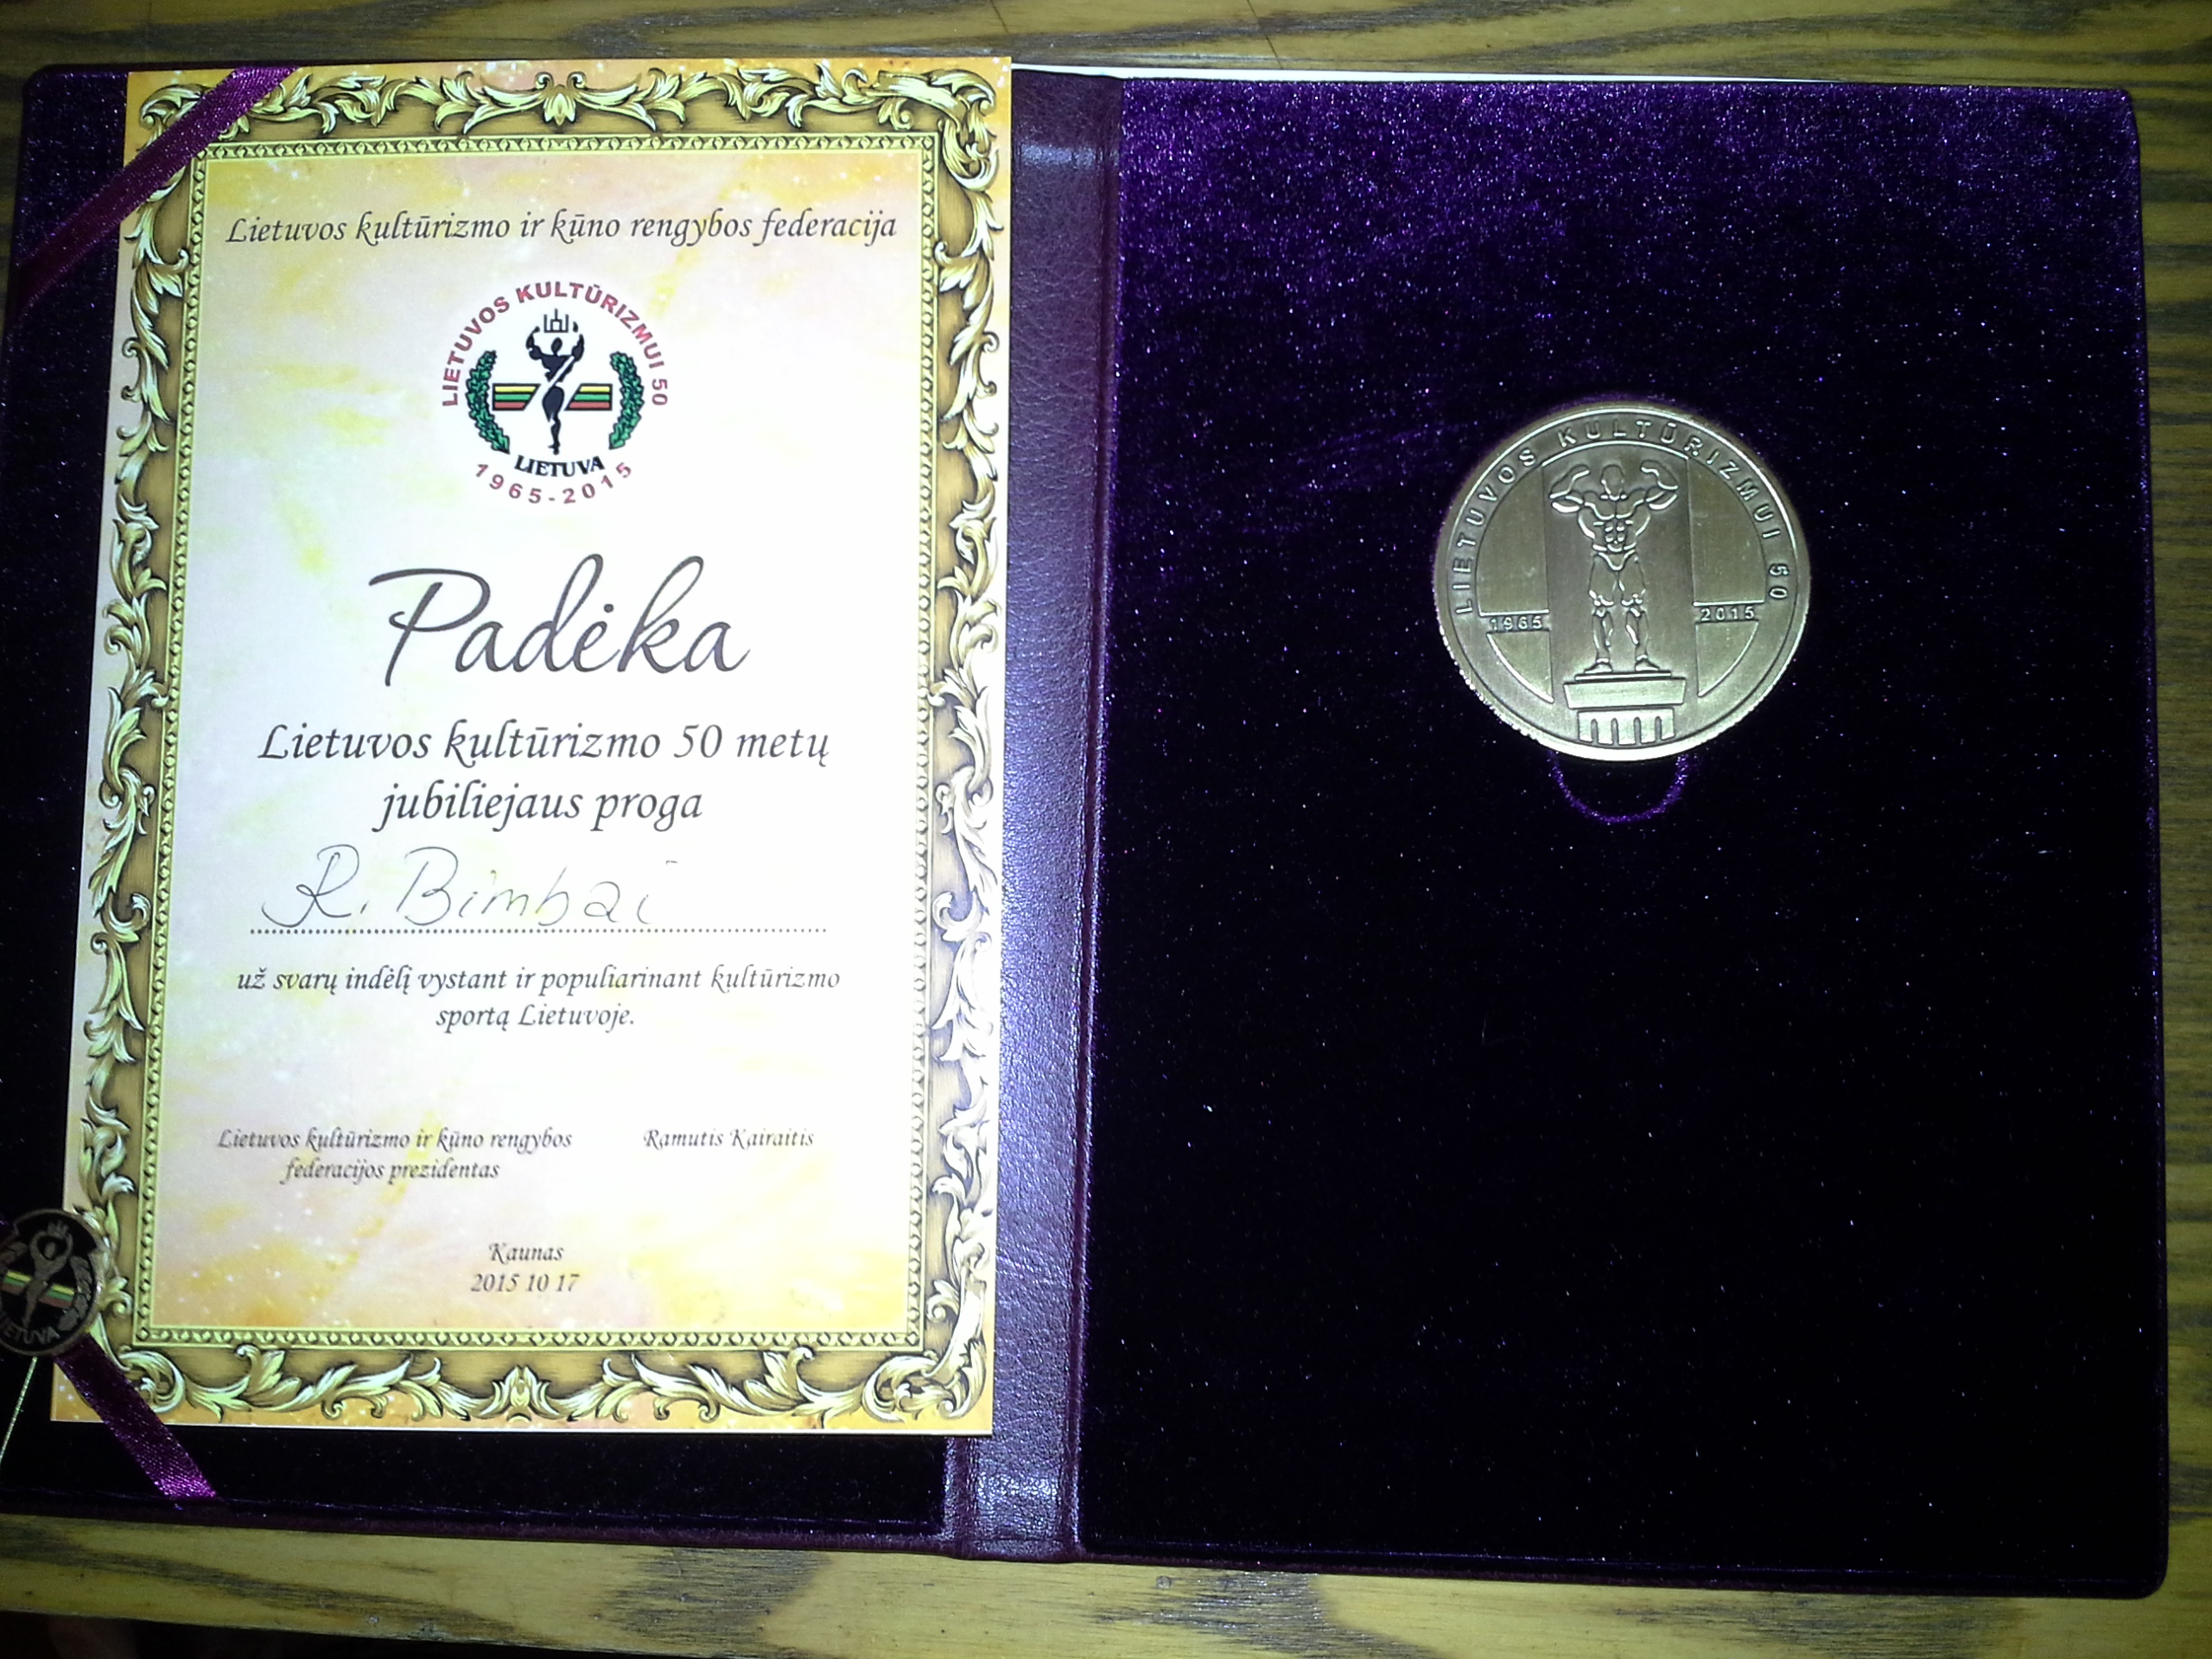 Lietuvos kultūrizmo ir kūno rengybos federacija
LIETUVOS KULTŪRIZMUI 50
LIETUVA
1965-2015
Padėka
Lietuvos kultūrizmo 50 metų
jubiliejaus proga
R. Bimbai
už svarų indėlį vystant ir populiarinant kultūrizmo
sportą Lietuvoje.
Lietuvos kultūrizmo ir kūno rengybos
federacijos prezidentas
Ramutis Kairaitis
Kaunas
2015 10 17
LIETUVA
LIETUVOS KULTŪRIZMUI 50
1965
2015